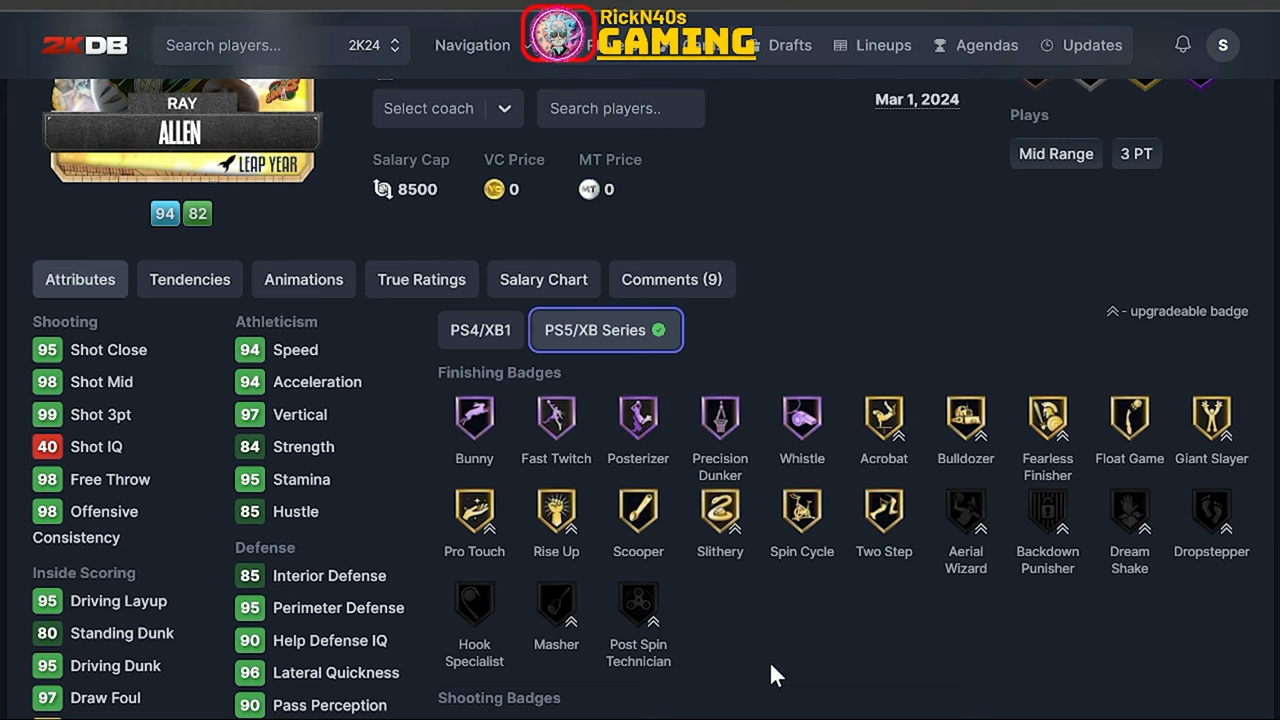 RickN40s
GAMING
2KDB
Search players...
2K24
Navigation
Drafts
Lineups
Agendas
Updates
S
RAY
ALLEN
LEAP YEAR
94 82
Select coach
Search players..
Mar 1, 2024
Plays
Mid Range
3 PT
Salary Cap
VC Price
MT Price
8500
VC 0
MT 0
Attributes
Tendencies
Animations
True Ratings
Salary Chart
Comments (9)
Shooting
95 Shot Close
98 Shot Mid
99 Shot 3pt
40 Shot IQ
98 Free Throw
98 Offensive
Consistency
Inside Scoring
95 Driving Layup
80 Standing Dunk
95 Driving Dunk
97 Draw Foul
Athleticism
94 Speed
94 Acceleration
97 Vertical
84 Strength
95 Stamina
85 Hustle
Defense
85 Interior Defense
95 Perimeter Defense
90 Help Defense IQ
96 Lateral Quickness
90 Pass Perception
PS4/XB1
PS5/XB Series
- upgradeable badge
Finishing Badges
Bunny
Fast Twitch
Posterizer
Precision
Dunker
Whistle
Acrobat
Bulldozer
Fearless
Finisher
Float Game
Giant Slayer
Pro Touch
Rise Up
Scooper
Slithery
Spin Cycle
Two Step
Aerial
Wizard
Backdown
Punisher
Dream
Shake
Dropstepper
Hook
Specialist
Masher
Post Spin
Technician
Shooting Badges